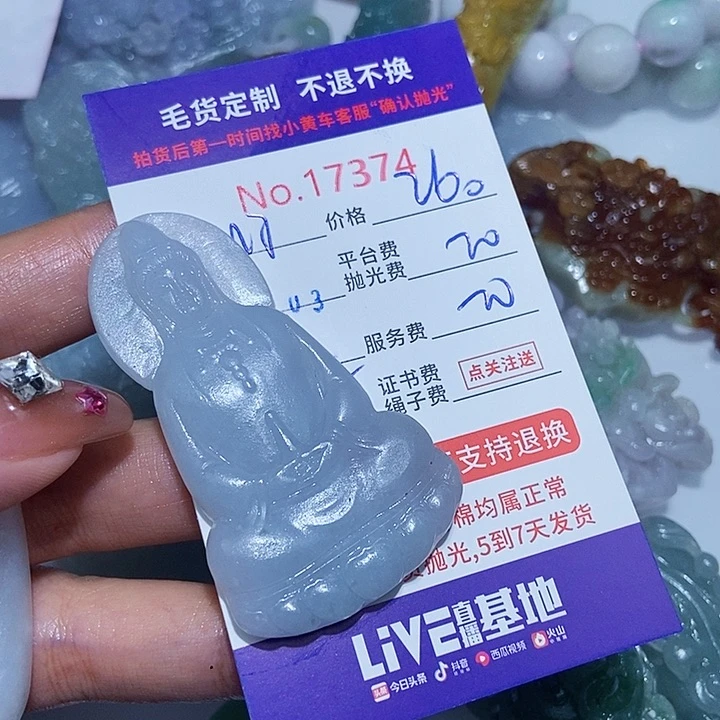 毛货定制 不退不换
拍货后第一时间找小黄车客服“确认抛光”
No.17374
价格 260
平台费
抛光费 20
03
服务费 20
证书费
绳子费 点关注送
支持退换
棉均属正常
抛光,5到7天发货
LiVE直播基地
头条 今日头条 抖音 西瓜视频 火山